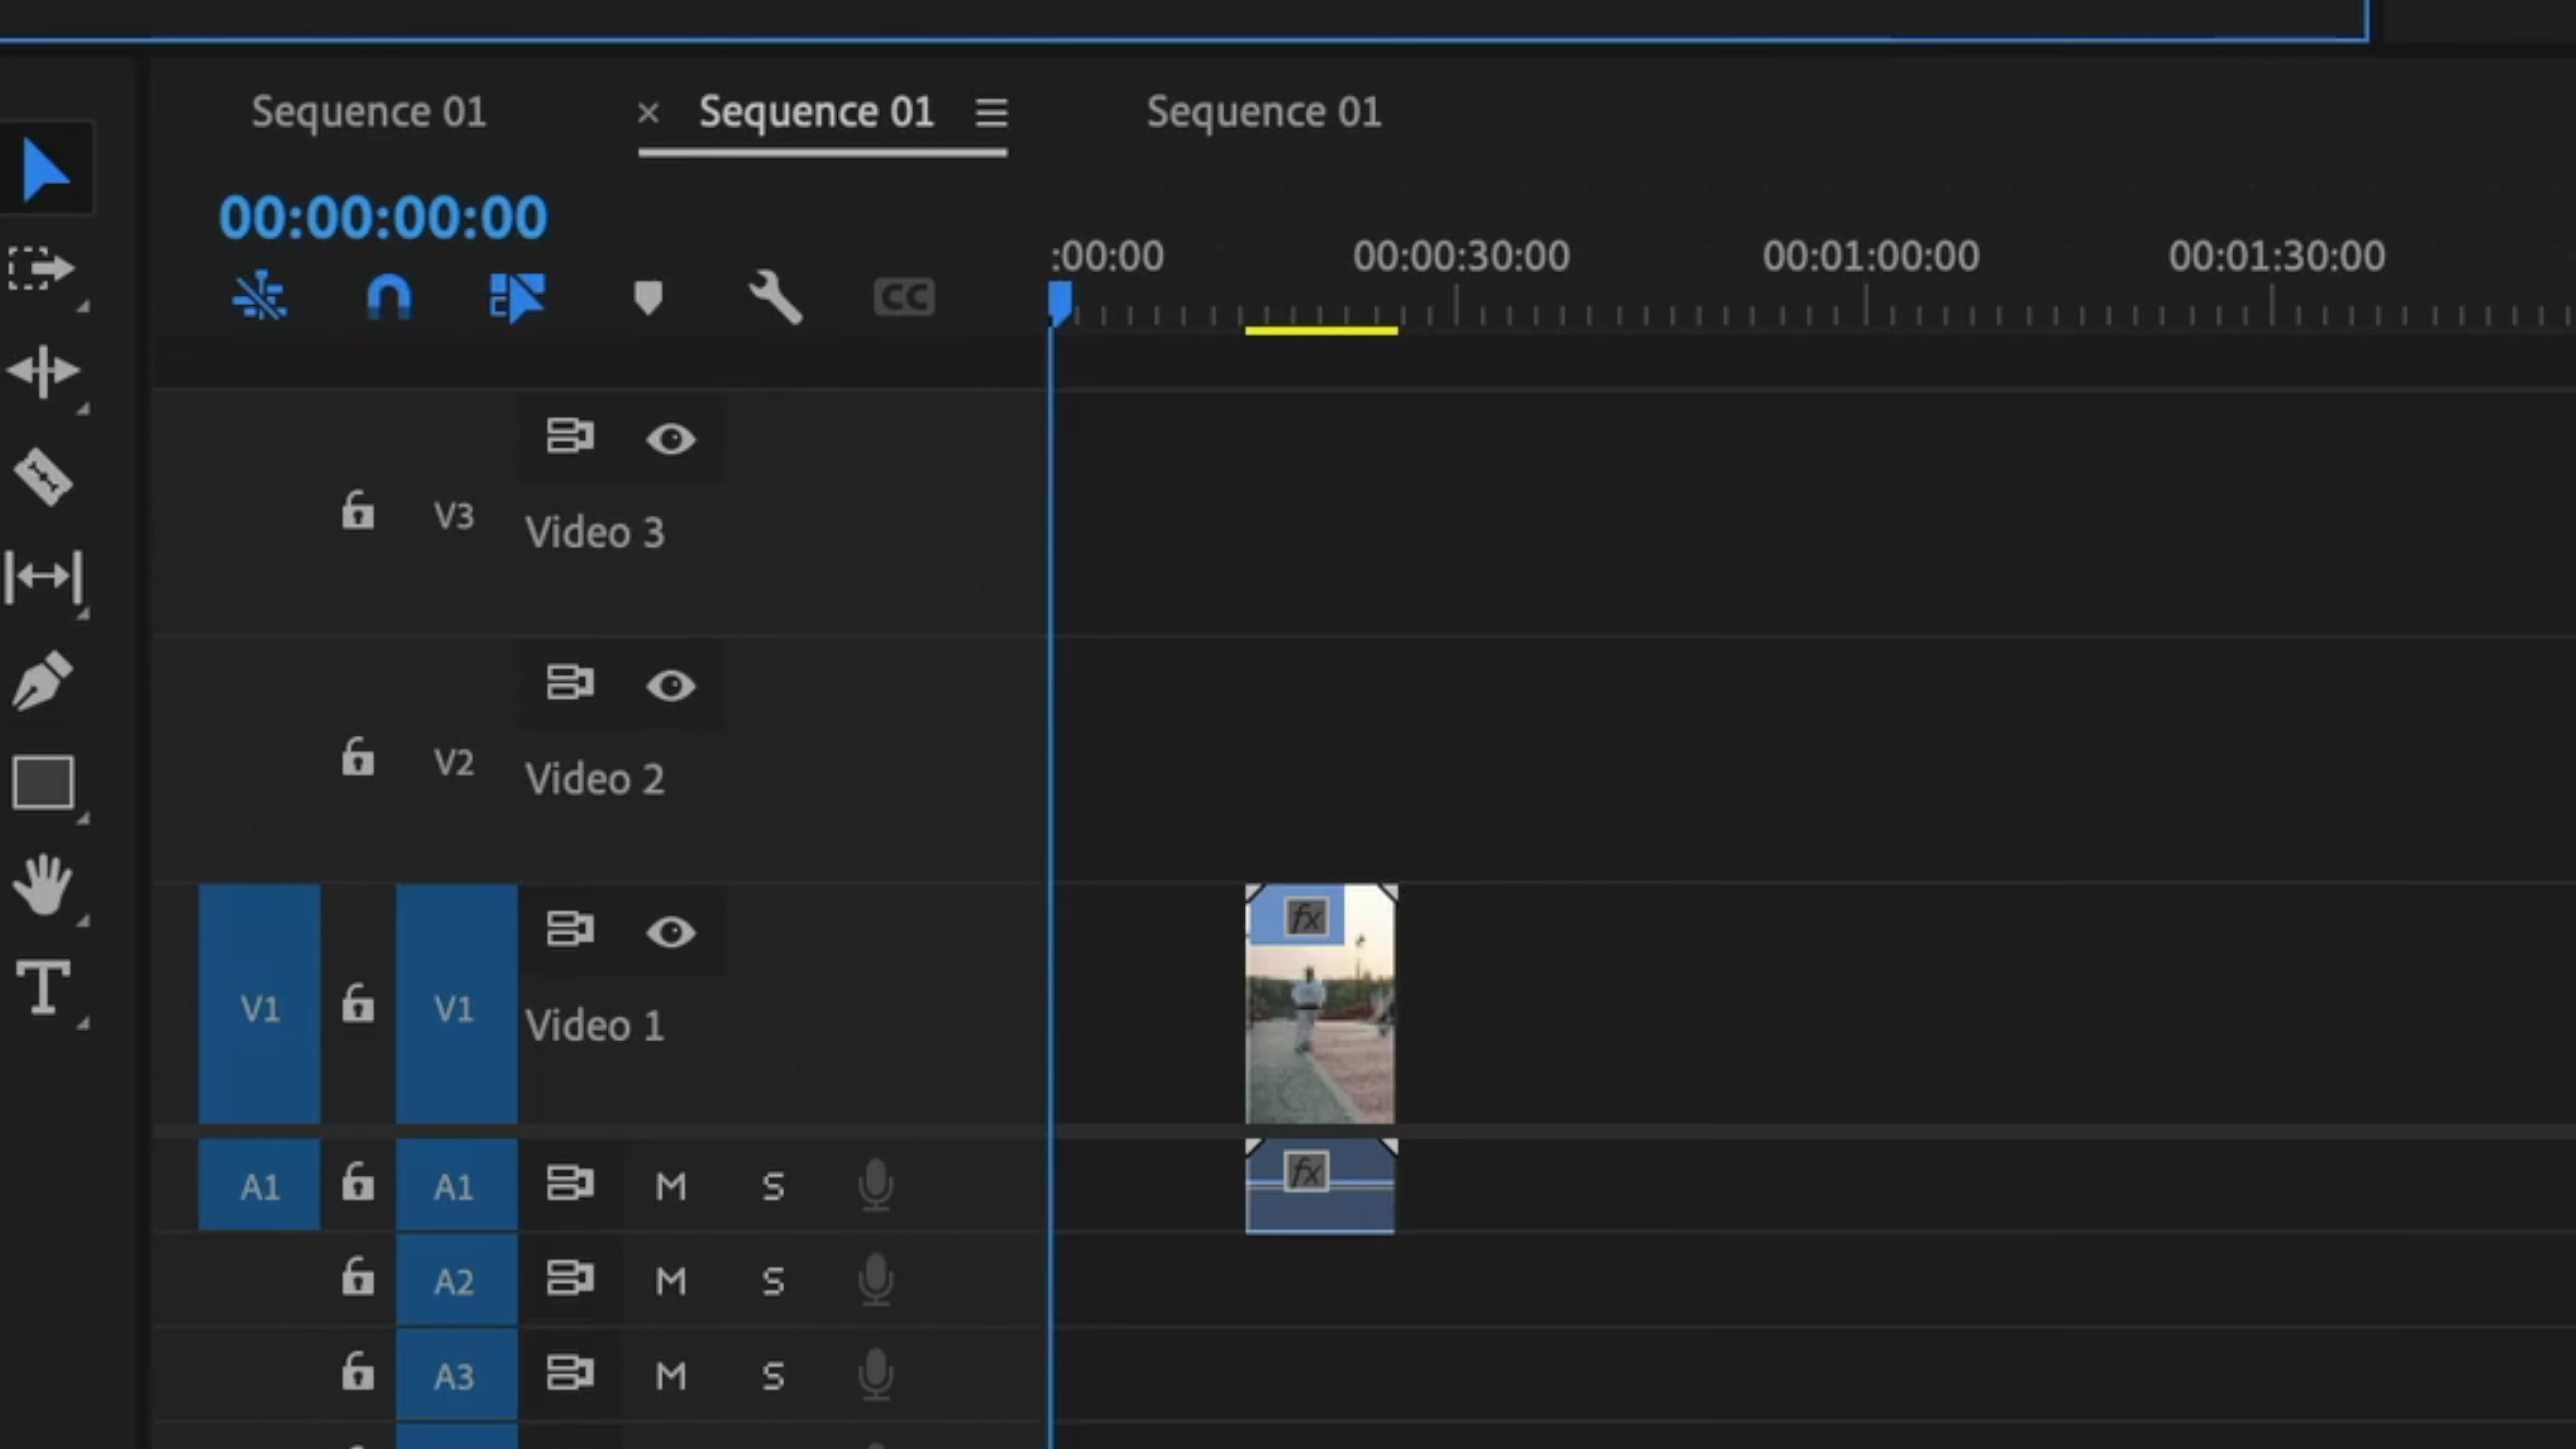 Sequence 01
× Sequence 01
Sequence 01
00:00:00:00
CC
:00:00
00:00:30:00
00:01:00:00
00:01:30:00
V3
Video 3
V2
Video 2
V1
V1
Video 1
fx
T
A1
A1
M
S
fx
A2
M
S
A3
M
S